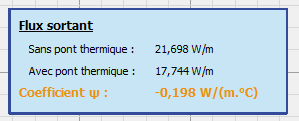 Flux sortant
Sans pont thermique : 21,698 W/m
Avec pont thermique : 17,744 W/m
Coefficient ψ : -0,198 W/(m.°C)